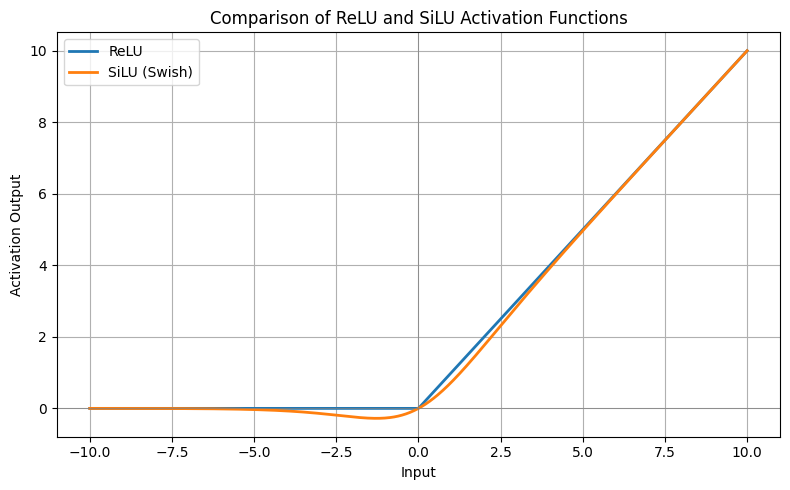 Comparison of ReLU and SiLU Activation Functions
ReLU
SiLU (Swish)
Activation Output
10
8
6
4
2
0
−10.0 −7.5 −5.0 −2.5 0.0 2.5 5.0 7.5 10.0
Input